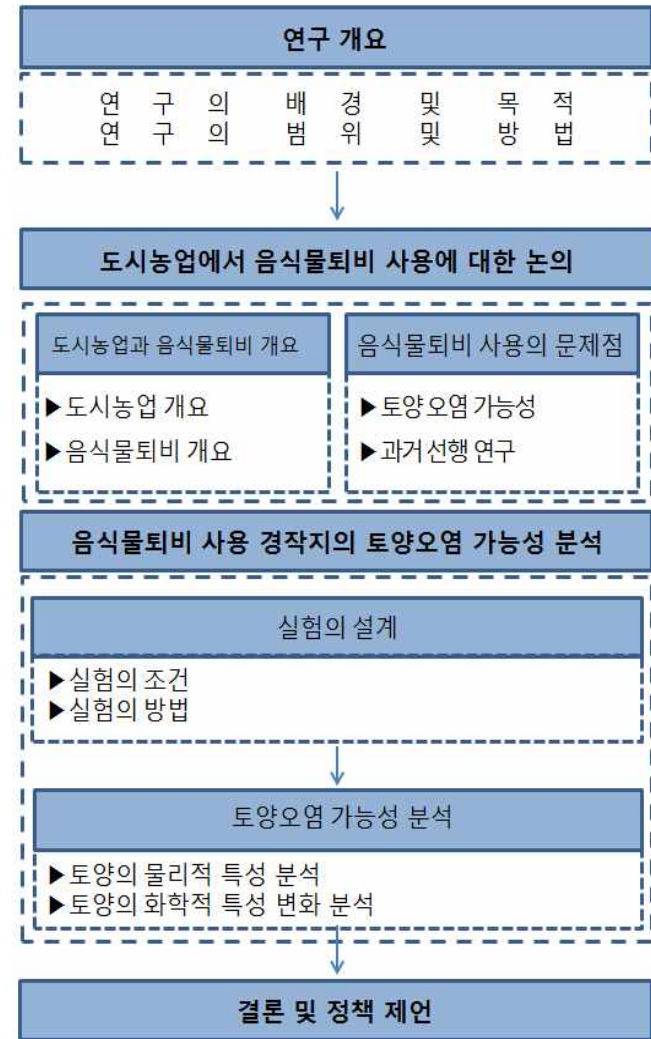 연구 개요
연 구 의 배 경 및 목 적
연 구 의 범 위 및 방 법
도시농업에서 음식물퇴비 사용에 대한 논의
도시농업과 음식물퇴비 개요
▶도시농업 개요
▶음식물퇴비 개요
음식물퇴비 사용의 문제점
▶토양 오염 가능성
▶과거 선행 연구
음식물퇴비 사용 경작지의 토양오염 가능성 분석
실험의 설계
▶실험의 조건
▶실험의 방법
토양오염 가능성 분석
▶토양의 물리적 특성 분석
▶토양의 화학적 특성 변화 분석
결론 및 정책 제언